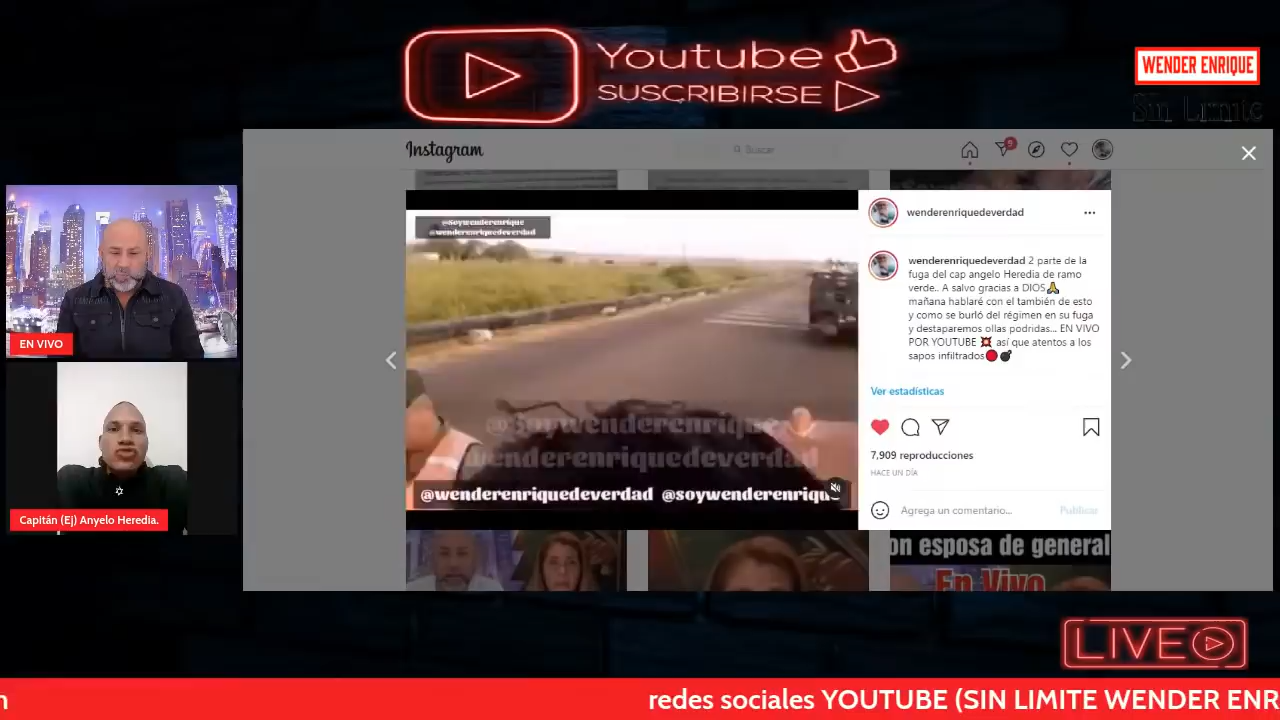 Youtube
SUSCRIBIRSE
WENDER ENRIQUE
Sin Limite
Instagram
Buscar
9
@soywenderenrique
@wenderenriquedeverdad
wenderenriquedeverdad
wenderenriquedeverdad 2 parte de la
fuga del cap angelo Heredia de ramo
verde.. A salvo gracias a DIOS🙏
mañana hablaré con el también de esto
y como se burló del régimen en su fuga
y destaparemos ollas podridas... EN VIVO
POR YOUTUBE 💥 así que atentos a los
sapos infiltrados🔴💣
Ver estadísticas
EN VIVO
@soywenderenrique
@wenderenriquedeverdad
@wenderenriquedeverdad @soywenderenriqu
7,909 reproducciones
HACE UN DÍA
Agrega un comentario...
Publicar
Capitán (Ej) Anyelo Heredia.
on esposa de general
En Vivo
LIVE
n
redes sociales YOUTUBE (SIN LIMITE WENDER ENR